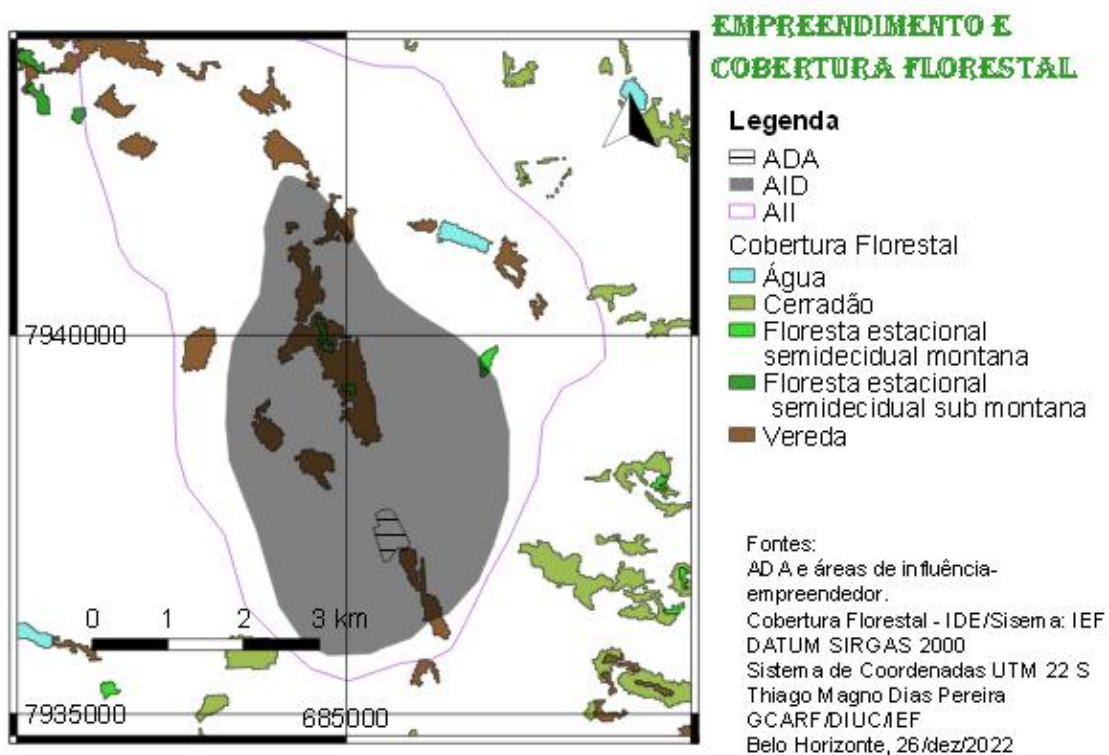 EMPREENDIMENTO E
COBERTURA FLORESTAL
Legenda
ADA
AID
AII
Cobertura Florestal
Água
Cerradão
Floresta estacional
semidecidual montana
Floresta estacional
semidecidual sub montana
Vereda
7940000
0 1 2 3 km
7935000
685000
Fontes:
ADA e áreas de influência-
empreendedor.
Cobertura Florestal - IDE/Sisema: IEF
DATUM SIRGAS 2000
Sistema de Coordenadas UTM 22 S
Thiago Magno Dias Pereira
GCARF/DIUC/IEF
Belo Horizonte, 26/dez/2022